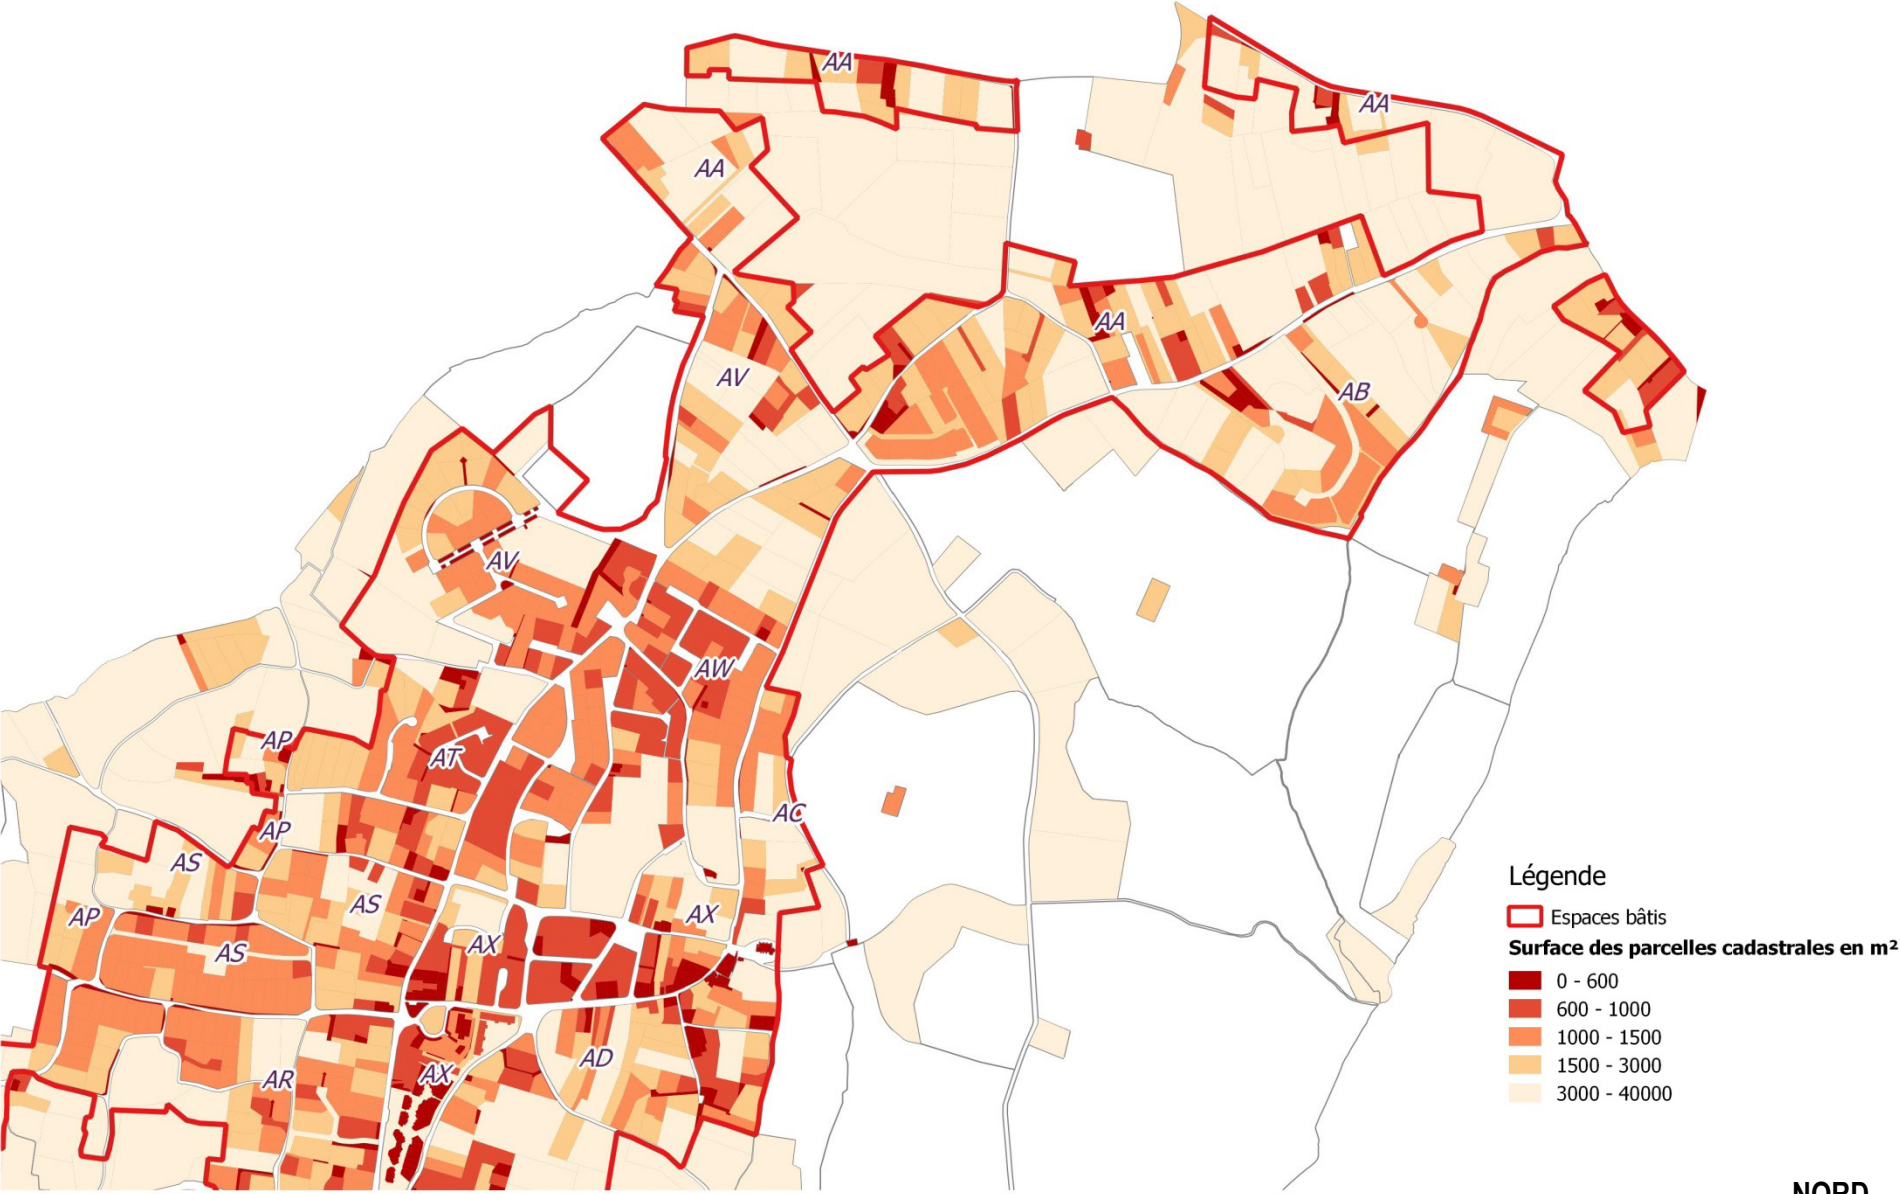 AA
AA
AA
AA
AV
AB
AV
AW
AP
AT
AC
AP
AS
AS
AP
AX
AS
AX
AD
AR
AX
Légende
Espaces bâtis
Surface des parcelles cadastrales en m²
0 - 600
600 - 1000
1000 - 1500
1500 - 3000
3000 - 40000
NORD